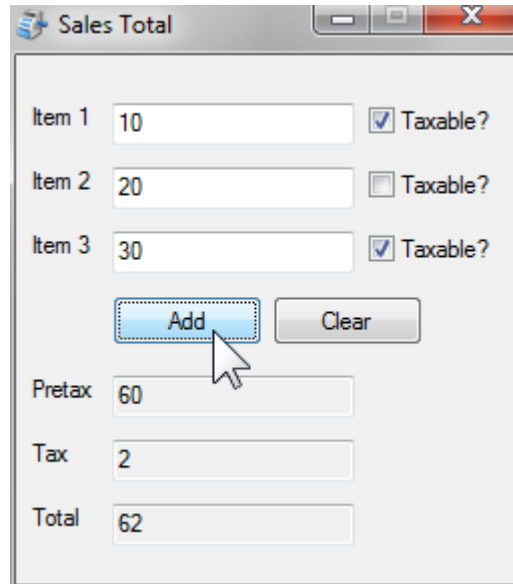 Sales Total
Item 1 10 Taxable?
Item 2 20 Taxable?
Item 3 30 Taxable?
Add Clear
Pretax 60
Tax 2
Total 62